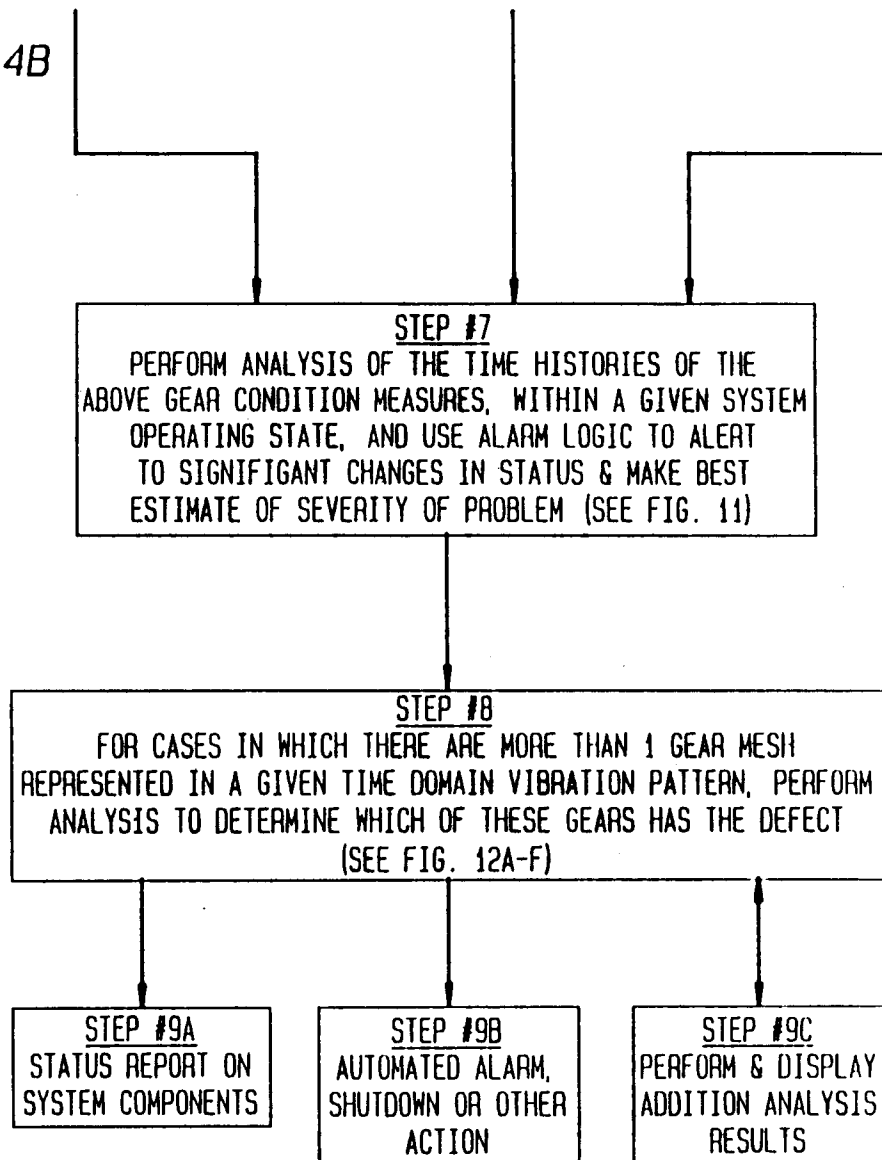 4B
STEP #7
PERFORM ANALYSIS OF THE TIME HISTORIES OF THE
ABOVE GEAR CONDITION MEASURES, WITHIN A GIVEN SYSTEM
OPERATING STATE, AND USE ALARM LOGIC TO ALERT
TO SIGNIFIGANT CHANGES IN STATUS & MAKE BEST
ESTIMATE OF SEVERITY OF PROBLEM (SEE FIG. 11)
STEP #8
FOR CASES IN WHICH THERE ARE MORE THAN 1 GEAR MESH
REPRESENTED IN A GIVEN TIME DOMAIN VIBRATION PATTERN, PERFORM
ANALYSIS TO DETERMINE WHICH OF THESE GEARS HAS THE DEFECT
(SEE FIG. 12A-F)
STEP #9A
STATUS REPORT ON
SYSTEM COMPONENTS
STEP #9B
AUTOMATED ALARM,
SHUTDOWN OR OTHER
ACTION
STEP #9C
PERFORM & DISPLAY
ADDITION ANALYSIS
RESULTS